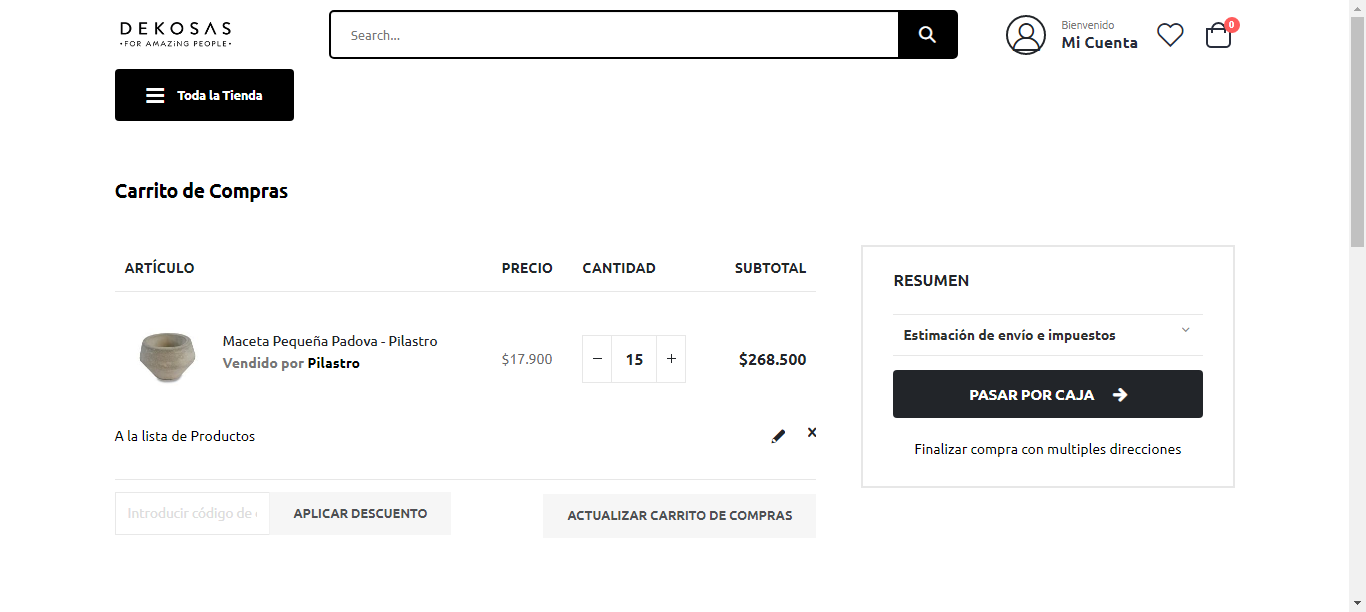 DEKOSAS
•FOR AMAZING PEOPLE•
Search...
Bienvenido
Mi Cuenta
0
Toda la Tienda
Carrito de Compras
ARTÍCULO PRECIO CANTIDAD SUBTOTAL
Maceta Pequeña Padova - Pilastro
Vendido por Pilastro
$17.900 − 15 + $268.500
A la lista de Productos
Introducir código de
APLICAR DESCUENTO
ACTUALIZAR CARRITO DE COMPRAS
RESUMEN
Estimación de envío e impuestos
PASAR POR CAJA
Finalizar compra con multiples direcciones